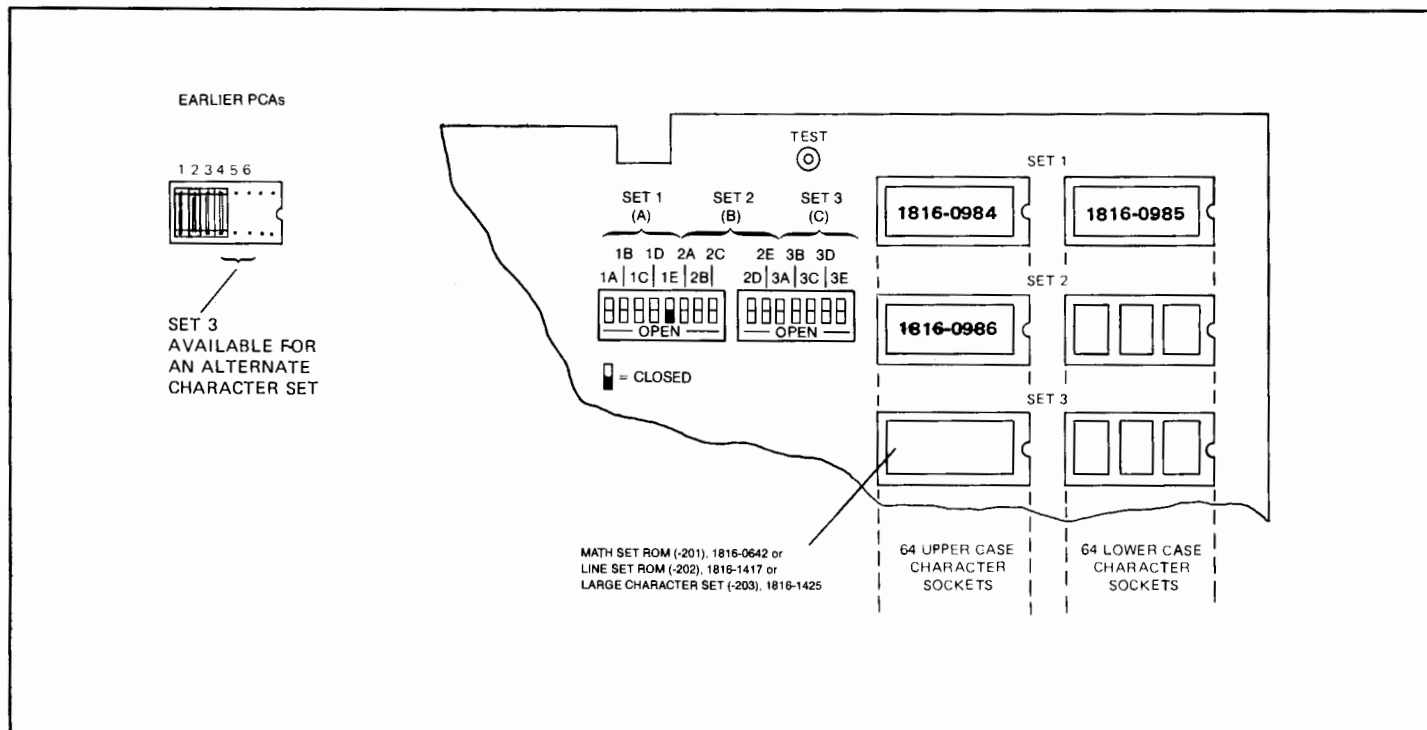 EARLIER PCAs
1 2 3 4 5 6
SET 3
AVAILABLE FOR
AN ALTERNATE
CHARACTER SET
TEST
SET 1
(A)
SET 2
(B)
SET 3
(C)
1B 1D 2A 2C
1A 1C 1E 2B
OPEN
2E 3B 3D
2D 3A 3C 3E
OPEN
= CLOSED
SET 1
1816-0984
1816-0985
SET 2
1816-0986
SET 3
MATH SET ROM (-201), 1816-0642 or
LINE SET ROM (-202), 1816-1417 or
LARGE CHARACTER SET (-203), 1816-1425
64 UPPER CASE
CHARACTER
SOCKETS
64 LOWER CASE
CHARACTER
SOCKETS